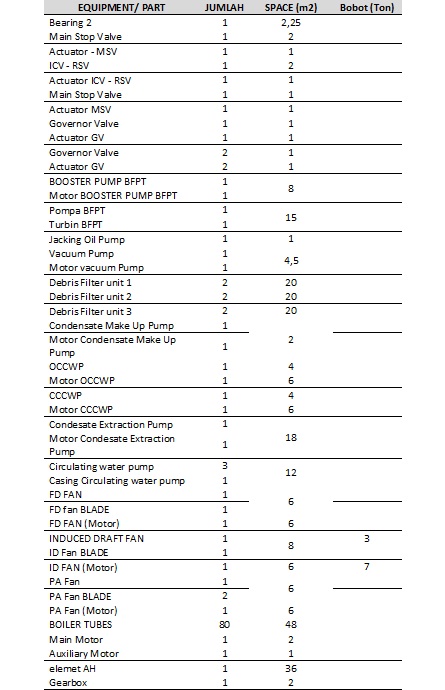 EQUIPMENT/ PART JUMLAH SPACE (m2) Bobot (Ton)
Bearing 2 1 2,25
Main Stop Valve 1 2
Actuator - MSV 1 1
ICV - RSV 1 2
Actuator ICV - RSV 1 1
Main Stop Valve 1 1
Actuator MSV 1 1
Governor Valve 1 1
Actuator GV 1 1
Governor Valve 2 1
Actuator GV 2 1
BOOSTER PUMP BFPT 1
8
Motor BOOSTER PUMP BFPT 1
Pompa BFPT 1
15
Turbin BFPT 1
Jacking Oil Pump 1 1
Vacuum Pump 1
4,5
Motor vacuum Pump 1
Debris Filter unit 1 2 20
Debris Filter unit 2 2 20
Debris Filter unit 3 2 20
Condensate Make Up Pump 1
2
Motor Condensate Make Up
Pump 1
OCCWP 1 4
Motor OCCWP 1 6
CCCWP 1 4
Motor CCCWP 1 6
Condesate Extraction Pump 1
18
Motor Condesate Extraction
Pump 1
Circulating water pump 3
12
Casing Circulating water pump 1
FD FAN 1
6
FD fan BLADE 1
FD FAN (Motor) 1 6
INDUCED DRAFT FAN 1 3
8
ID Fan BLADE 1
ID FAN (Motor) 1 6 7
PA Fan 1
6
PA Fan BLADE 2
PA Fan (Motor) 1 6
BOILER TUBES 80 48
Main Motor 1 2
Auxiliary Motor 1 1
elemet AH 1 36
Gearbox 1 2